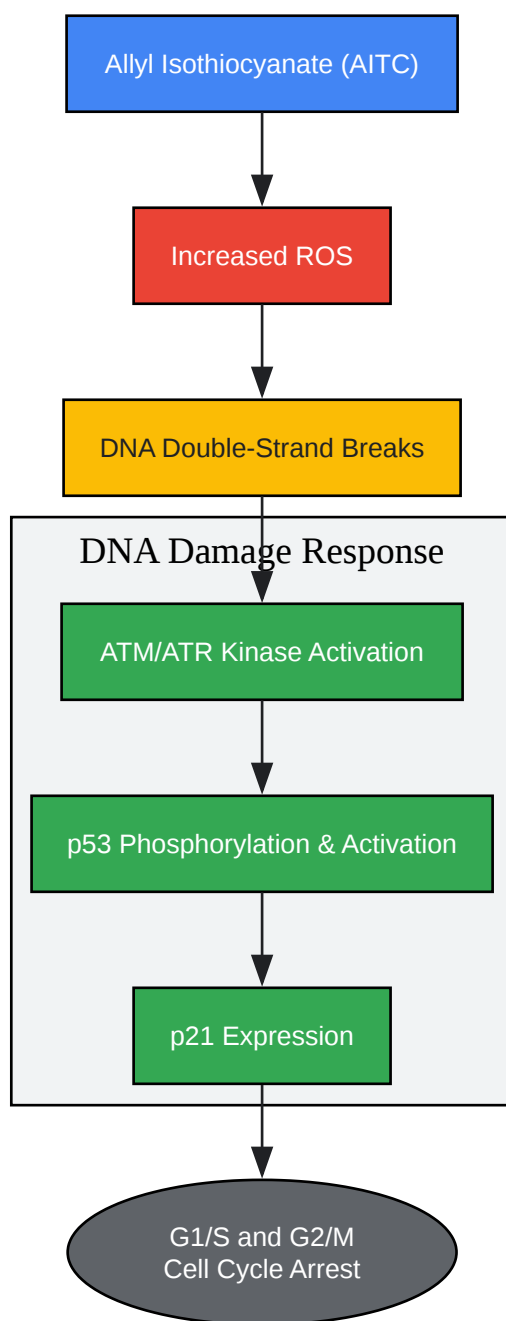 Allyl Isothiocyanate (AITC)
Increased ROS
DNA Double-Strand Breaks
DNA Damage Response
ATM/ATR Kinase Activation
p53 Phosphorylation & Activation
p21 Expression
G1/S and G2/M
Cell Cycle Arrest